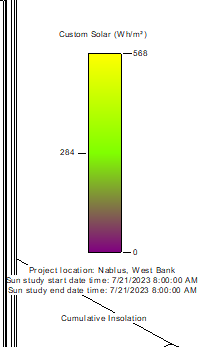 Custom Solar (Wh/m²)
568
284
0
Project location: Nablus, West Bank
Sun study start date time: 7/21/2023 8:00:00 AM
Sun study end date time: 7/21/2023 8:00:00 AM
Cumulative Insolation